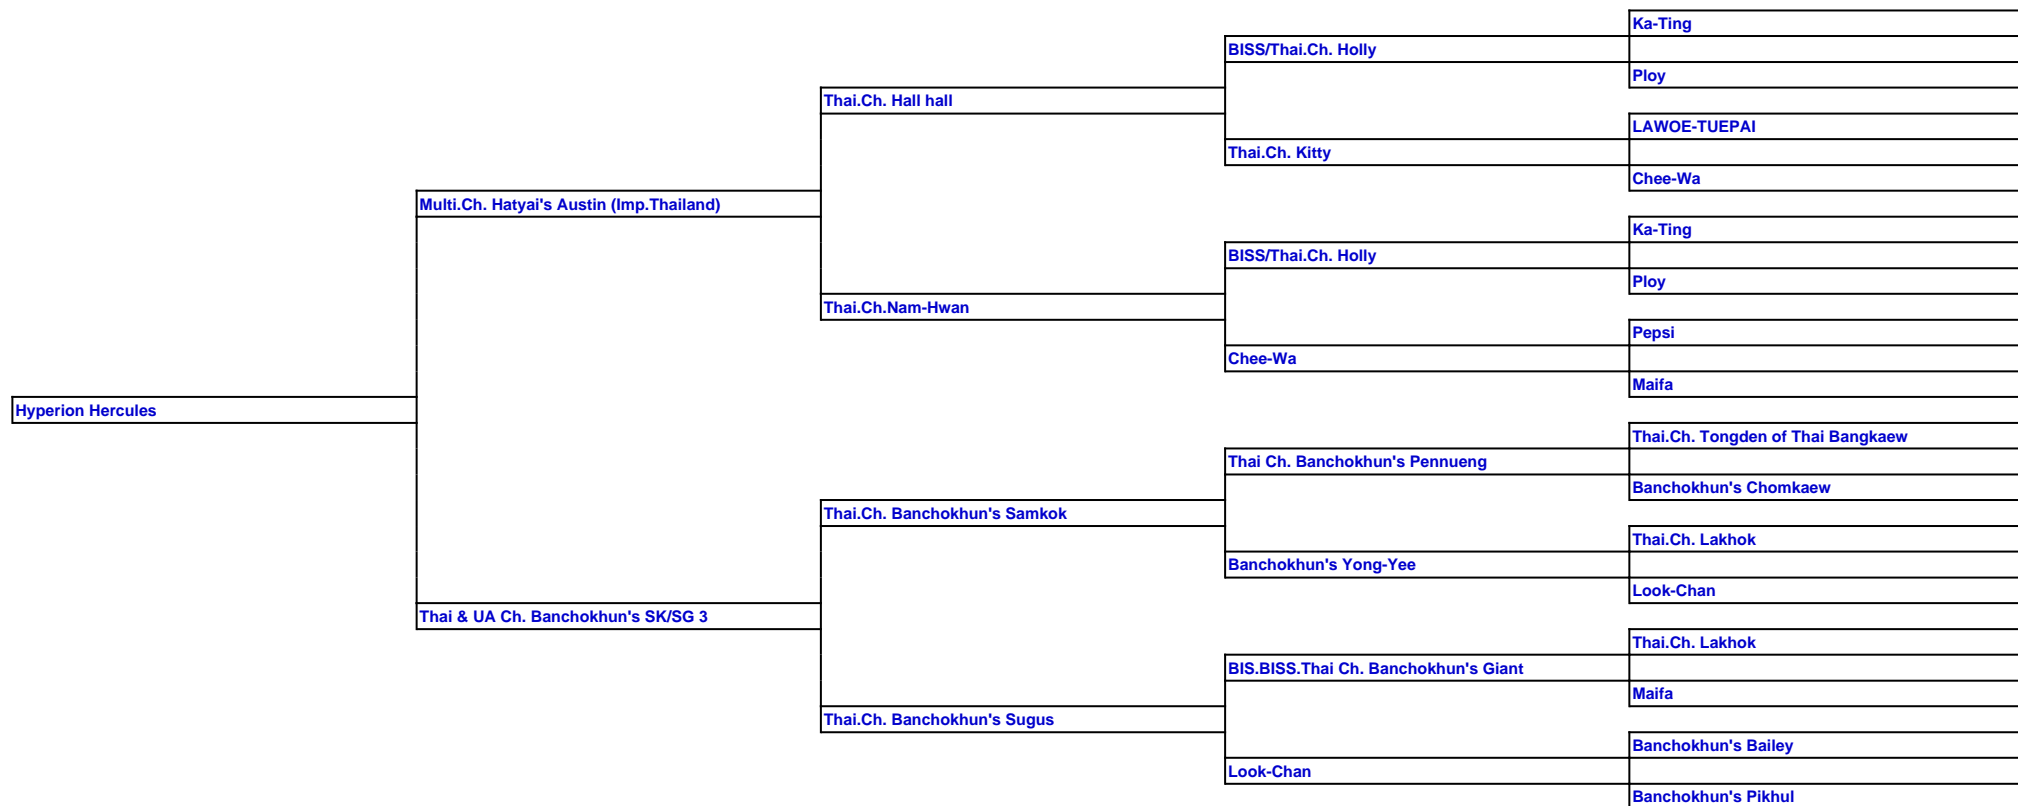 Ka-Ting
BISS/Thai.Ch. Holly
Ploy
Thai.Ch. Hall hall
LAWOE-TUEPAI
Thai.Ch. Kitty
Chee-Wa
Multi.Ch. Hatyai's Austin (Imp.Thailand)
Ka-Ting
BISS/Thai.Ch. Holly
Ploy
Thai.Ch.Nam-Hwan
Pepsi
Chee-Wa
Maifa
Hyperion Hercules
Thai.Ch. Tongden of Thai Bangkaew
Thai Ch. Banchokhun's Pennueng
Banchokhun's Chomkaew
Thai.Ch. Banchokhun's Samkok
Thai.Ch. Lakhok
Banchokhun's Yong-Yee
Look-Chan
Thai & UA Ch. Banchokhun's SK/SG 3
Thai.Ch. Lakhok
BIS.BISS.Thai Ch. Banchokhun's Giant
Maifa
Thai.Ch. Banchokhun's Sugus
Banchokhun's Bailey
Look-Chan
Banchokhun's Pikhul